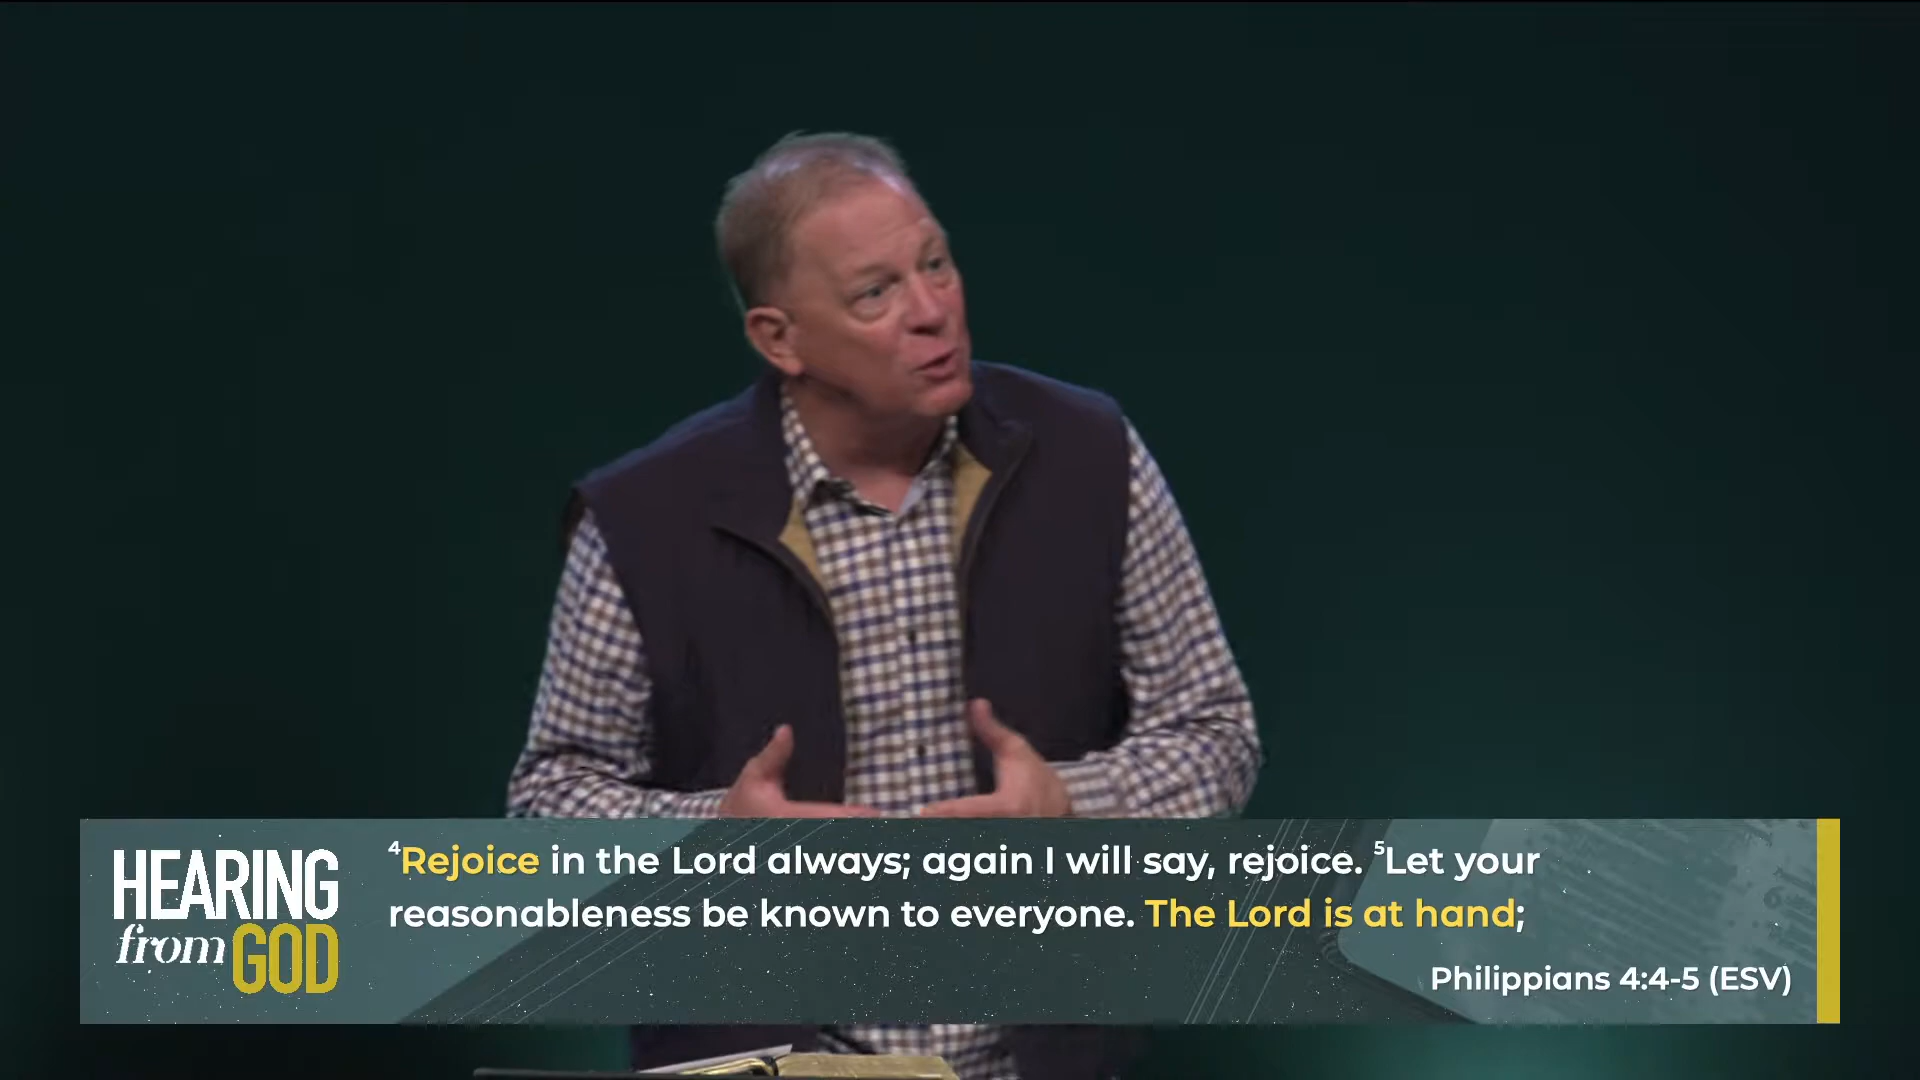 HEARING
from GOD
⁴Rejoice in the Lord always; again I will say, rejoice. ⁵Let your
reasonableness be known to everyone. The Lord is at hand;
Philippians 4:4-5 (ESV)